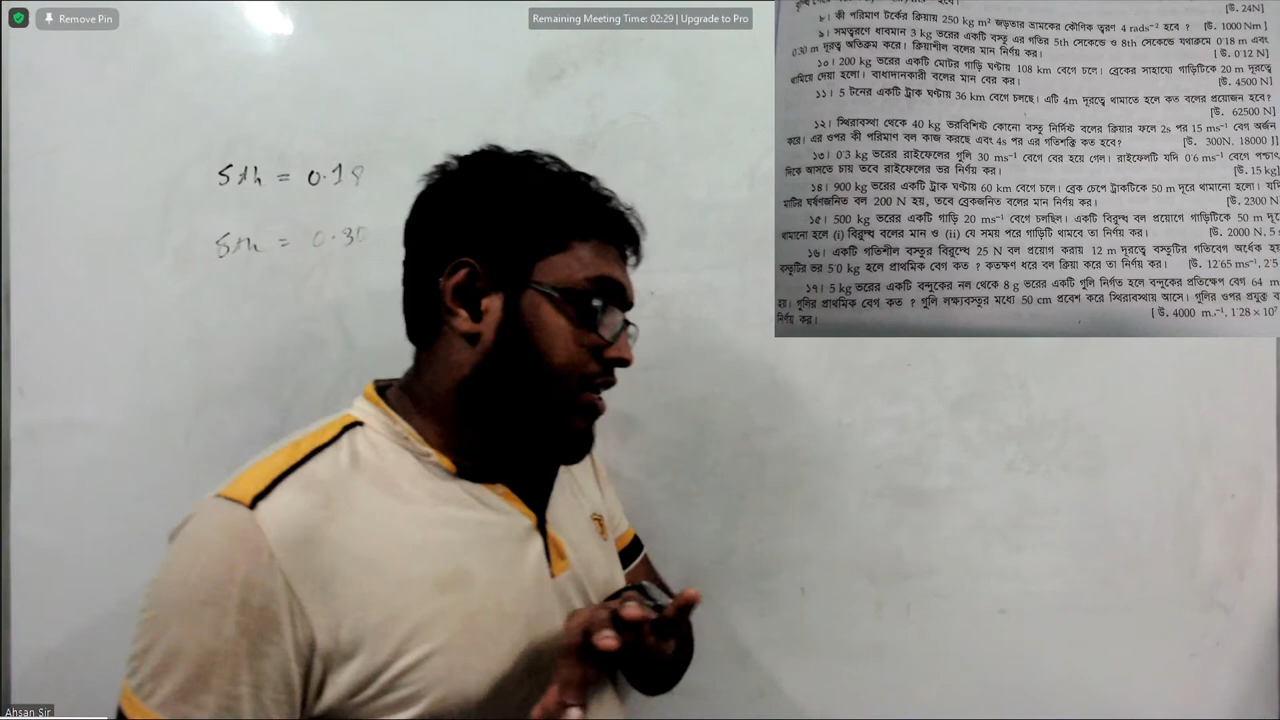 Remove Pin
Remaining Meeting Time: 02:29 | Upgrade to Pro
5th = 0.18
8th = 0.30
[উ. 24N]
৮। কী পরিমাণ টর্কের ক্রিয়ায় 250 kg m² জড়তার ভ্রামকের কৌণিক ত্বরণ 4 rads⁻² হবে ? [উ. 1000 Nm ]
৯। সমত্বরণে ধাবমান 3 kg ভরের একটি বস্তু এর গতির 5th সেকেন্ডে ও 8th সেকেন্ডে যথাক্রমে 0·18 m এবং
0·30 m দূরত্ব অতিক্রম করে। ক্রিয়াশীল বলের মান নির্ণয় কর। [ উ. 0·12 N]
১০। 200 kg ভরের একটি মোটর গাড়ি ঘণ্টায় 108 km বেগে চলে। ব্রেকের সাহায্যে গাড়িটিকে 20 m দূরত্বে
থামিয়ে দেয়া হলো। বাধাদানকারী বলের মান বের কর। [উ. 4500 N]
১১। 5 টনের একটি ট্রাক ঘণ্টায় 36 km বেগে চলছে। এটি 4m দূরত্বে থামাতে হলে কত বলের প্রয়োজন হবে?
[উ. 62500 N]
১২। স্থিরাবস্থা থেকে 40 kg ভরবিশিষ্ট কোনো বস্তু নির্দিষ্ট বলের ক্রিয়ার ফলে 2s পর 15 ms⁻¹ বেগ অর্জন
করে। এর ওপর কী পরিমাণ বল কাজ করছে এবং 4s পর এর গতিশক্তি কত হবে? [উ. 300N, 18000 J]
১৩। 0·3 kg ভরের রাইফেলের গুলি 30 ms⁻¹ বেগে বের হয়ে গেল। রাইফেলটি যদি 0·6 ms⁻¹ বেগে পশ্চাৎ
দিকে আসতে চায় তবে রাইফেলের ভর নির্ণয় কর। [উ. 15 kg]
১৪। 900 kg ভরের একটি ট্রাক ঘণ্টায় 60 km বেগে চলে। ব্রেক চেপে ট্রাকটিকে 50 m দূরে থামানো হলো। যদি
মাটির ঘর্ষণজনিত বল 200 N হয়, তবে ব্রেকজনিত বলের মান নির্ণয় কর। [উ. 2300 N
১৫। 500 kg ভরের একটি গাড়ি 20 ms⁻¹ বেগে চলছিল। একটি বিরুদ্ধ বল প্রয়োগে গাড়িটিকে 50 m দূ
থামানো হলে (i) বিরুদ্ধ বলের মান ও (ii) যে সময় পরে গাড়িটি থামবে তা নির্ণয় কর। [উ. 2000 N, 5
১৬। একটি গতিশীল বস্তুর বিরুদ্ধে 25 N বল প্রয়োগ করায় 12 m দূরত্বে বস্তুটির গতিবেগ অর্ধেক হ
বস্তুটির ভর 5·0 kg হলে প্রাথমিক বেগ কত ? কতক্ষণ ধরে বল ক্রিয়া করে তা নির্ণয় কর। [উ. 12·65 ms⁻¹, 2·5
১৭। 5 kg ভরের একটি বন্দুকের নল থেকে 8 g ভরের একটি গুলি নির্গত হলে বন্দুকের প্রতিক্ষেপ বেগ 64 m
হয়। গুলির প্রাথমিক বেগ কত ? গুলি লক্ষ্যবস্তুর মধ্যে 50 cm প্রবেশ করে স্থিরাবস্থায় আসে। গুলির ওপর প্রযুক্ত
নির্ণয় কর। [ উ. 4000 m.⁻¹, 1·28 × 10⁷
Ahsan Sir